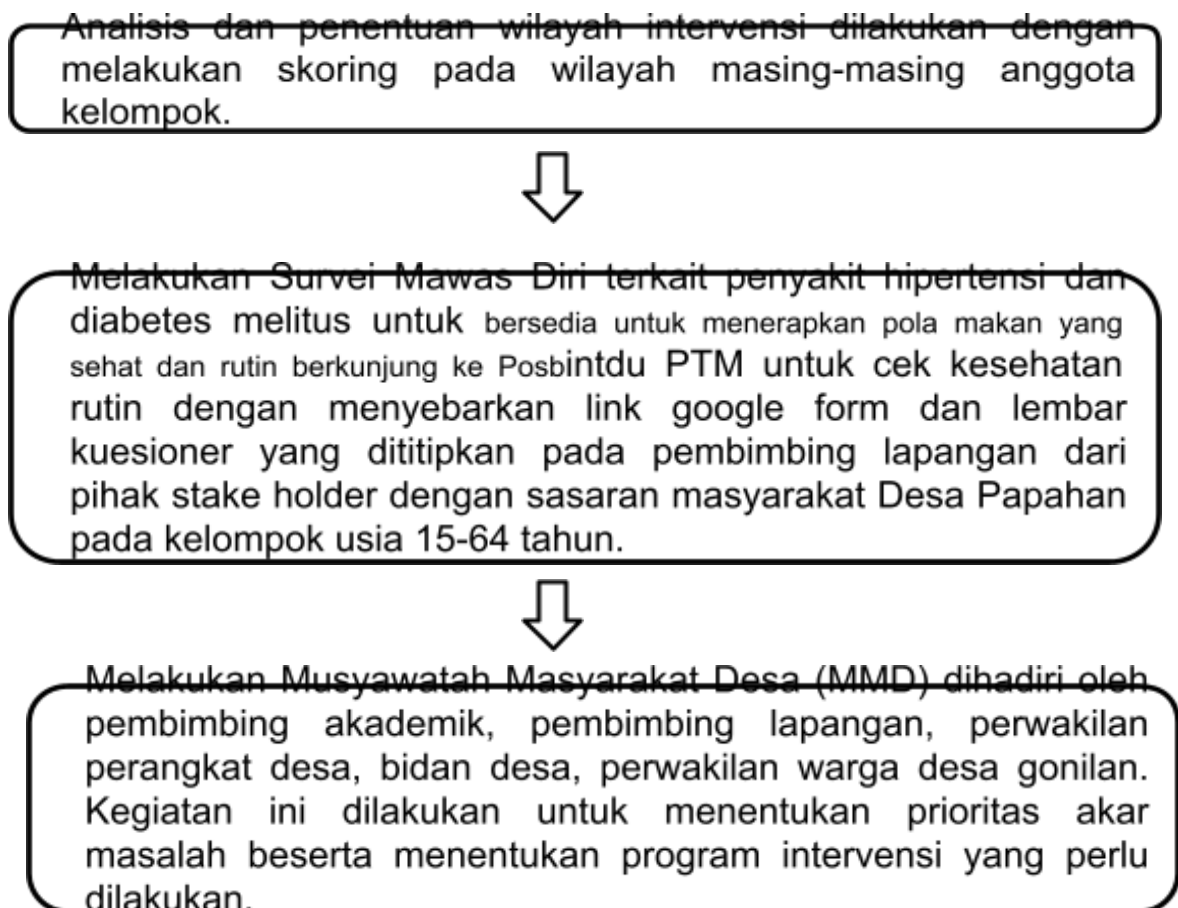 Analisis dan penentuan wilayah intervensi dilakukan dengan
melakukan skoring pada wilayah masing-masing anggota
kelompok.
Melakukan Survei Mawas Diri terkait penyakit hipertensi dan
diabetes melitus untuk bersedia untuk menerapkan pola makan yang
sehat dan rutin berkunjung ke Posbintdu PTM untuk cek kesehatan
rutin dengan menyebarkan link google form dan lembar
kuesioner yang dititipkan pada pembimbing lapangan dari
pihak stake holder dengan sasaran masyarakat Desa Papahan
pada kelompok usia 15-64 tahun.
Melakukan Musyawatah Masyarakat Desa (MMD) dihadiri oleh
pembimbing akademik, pembimbing lapangan, perwakilan
perangkat desa, bidan desa, perwakilan warga desa gonilan.
Kegiatan ini dilakukan untuk menentukan prioritas akar
masalah beserta menentukan program intervensi yang perlu
dilakukan.